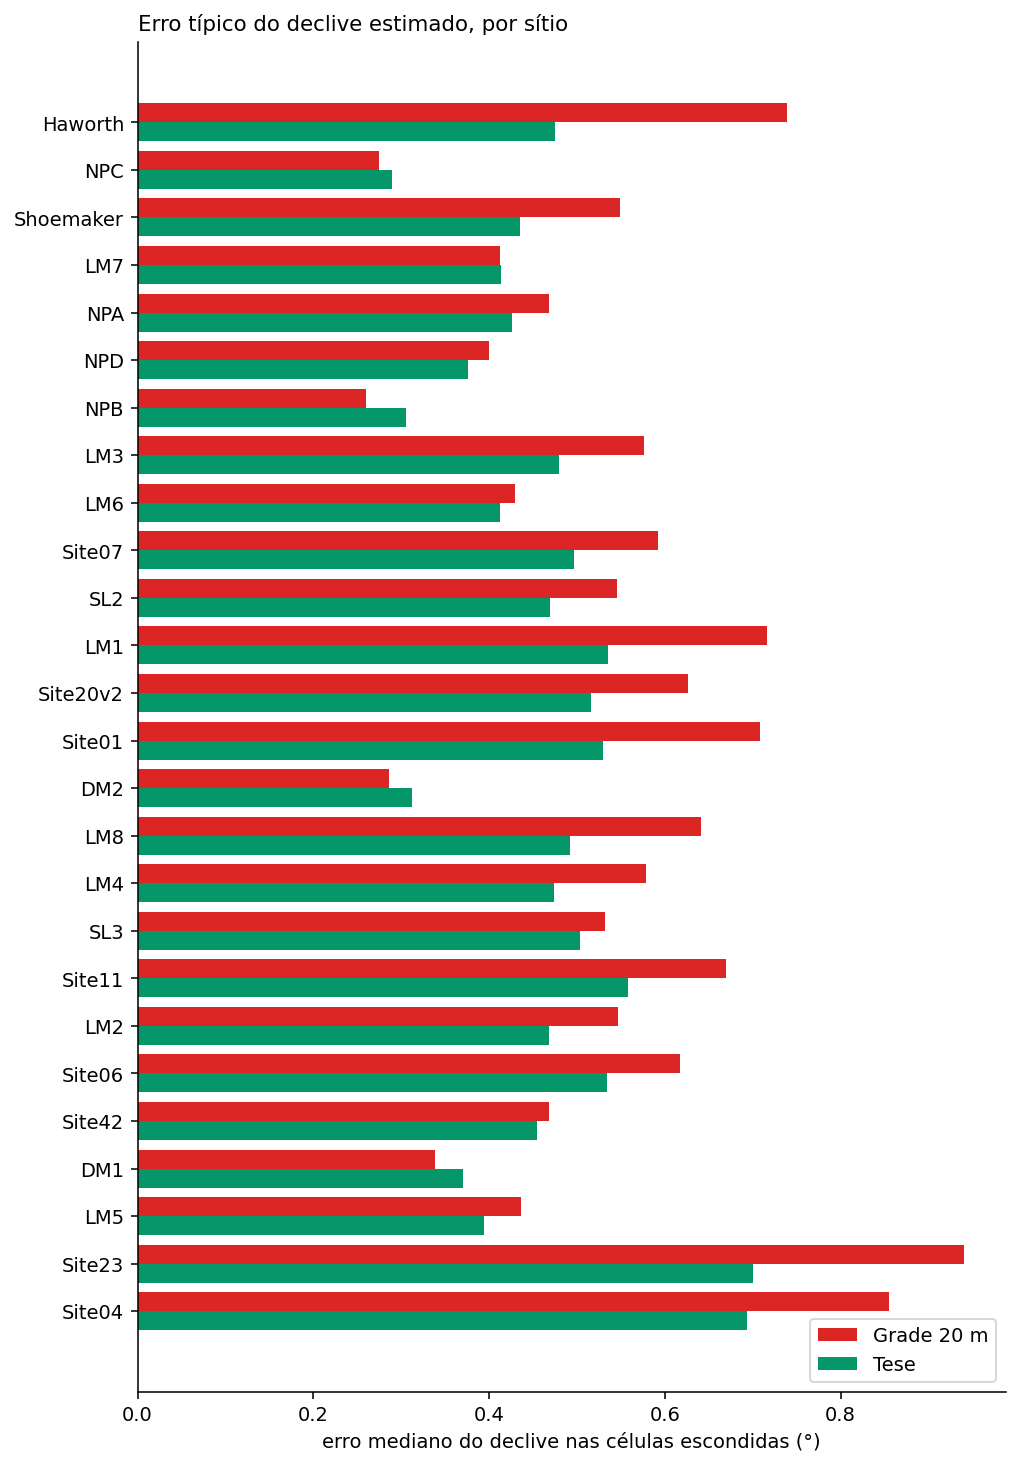 Erro típico do declive estimado, por sítio
Haworth
NPC
Shoemaker
LM7
NPA
NPD
NPB
LM3
LM6
Site07
SL2
LM1
Site20v2
Site01
DM2
LM8
LM4
SL3
Site11
LM2
Site06
Site42
DM1
LM5
Site23
Site04
Grade 20 m
Tese
0.0 0.2 0.4 0.6 0.8
erro mediano do declive nas células escondidas (°)